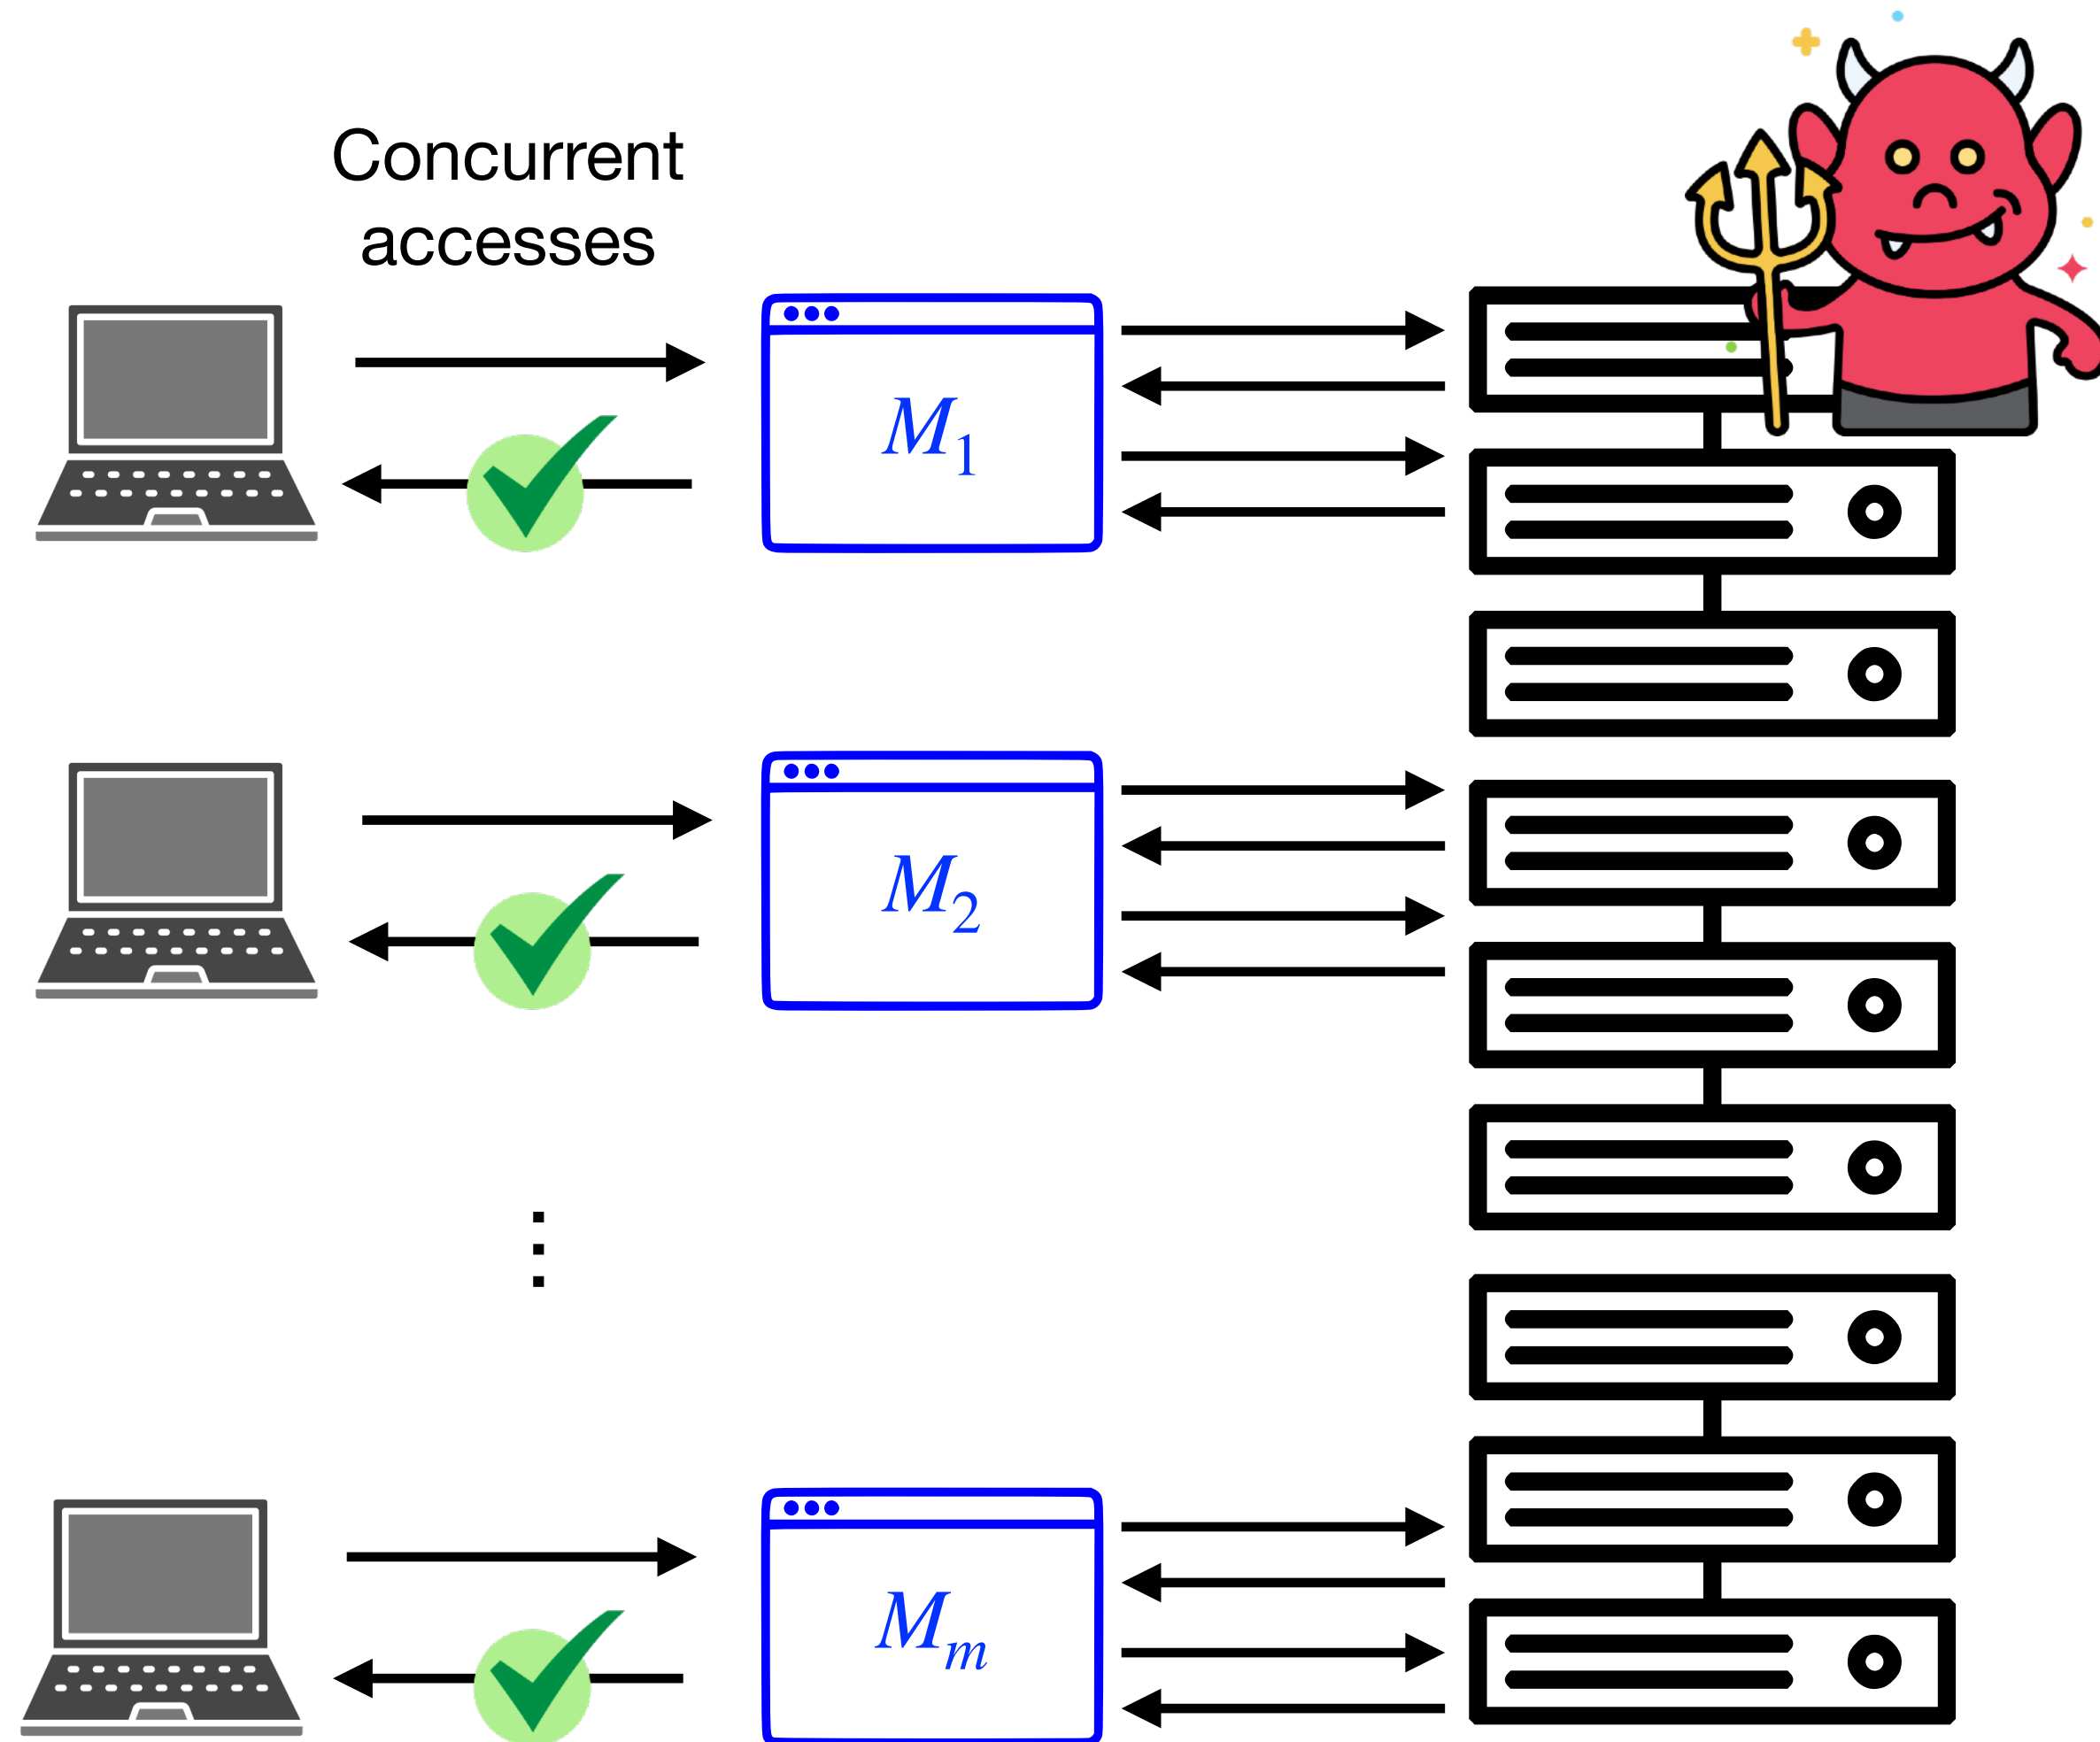 Concurrent
accesses
M₁
M₂
⋮
Mₘ